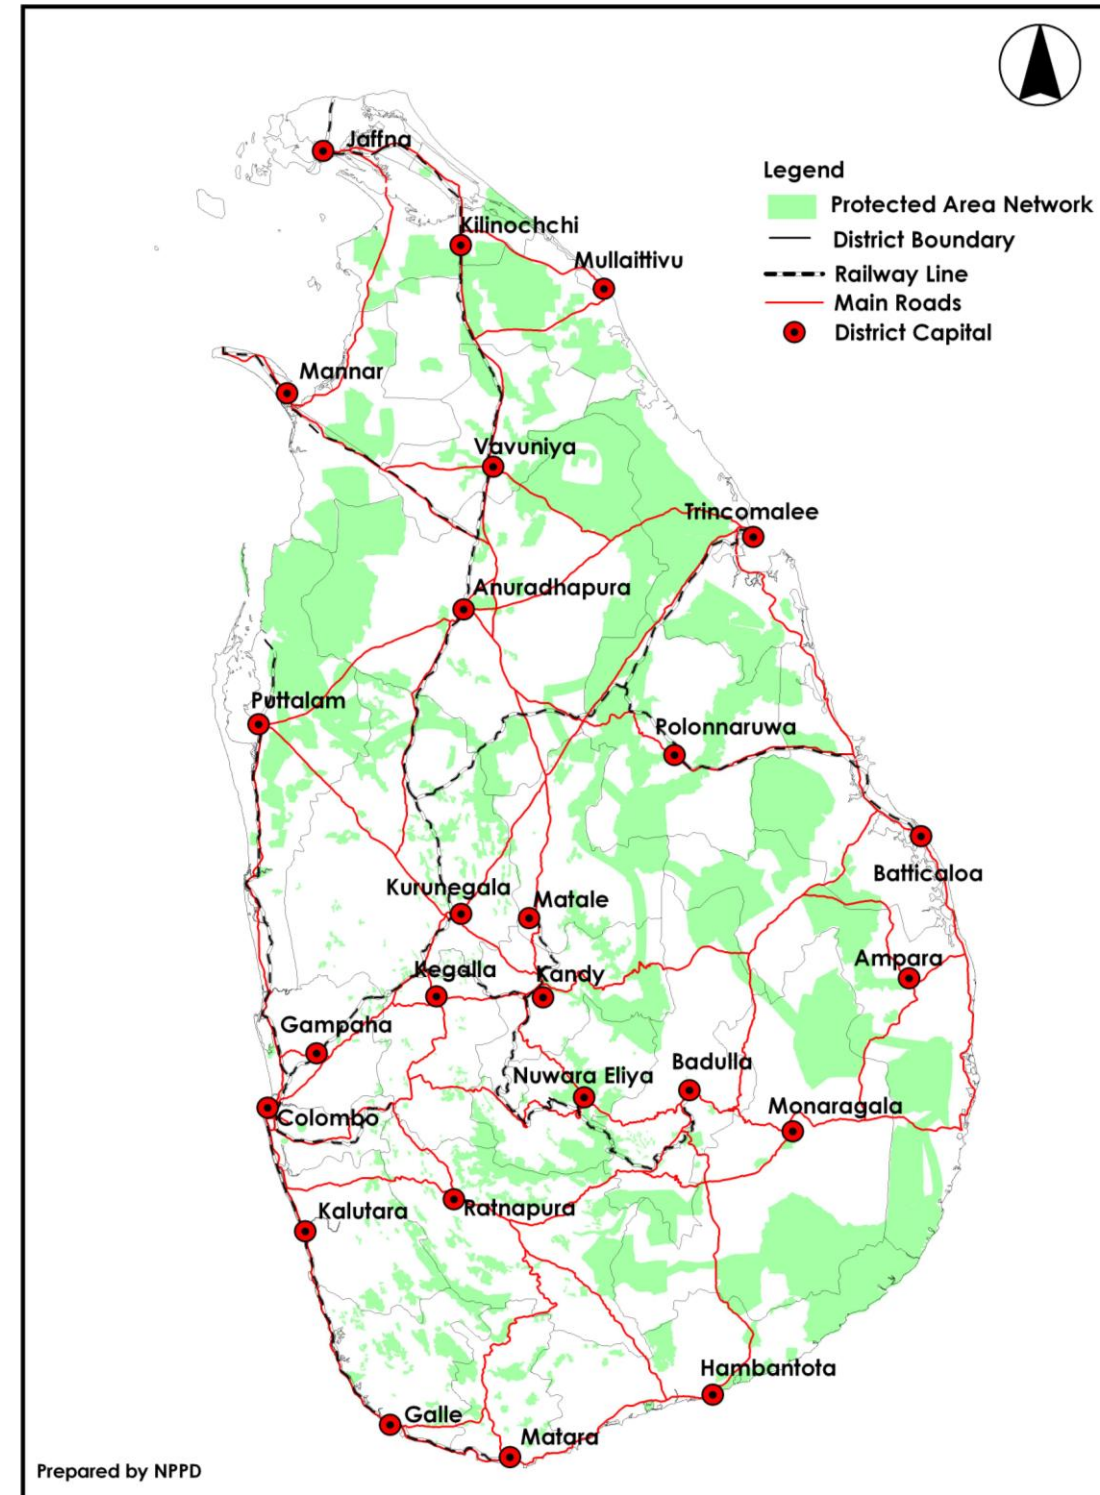 Jaffna
Kilinochchi
Mullaittivu
Legend
Protected Area Network
District Boundary
Railway Line
Main Roads
District Capital
Mannar
Vavuniya
Trincomalee
Anuradhapura
Puttalam
Polonnaruwa
Batticaloa
Kurunegala
Matale
Ampara
Kegalla
Kandy
Gampaha
Nuwara Eliya
Badulla
Monaragala
Colombo
Kalutara
Ratnapura
Hambantota
Galle
Matara
Prepared by NPPD